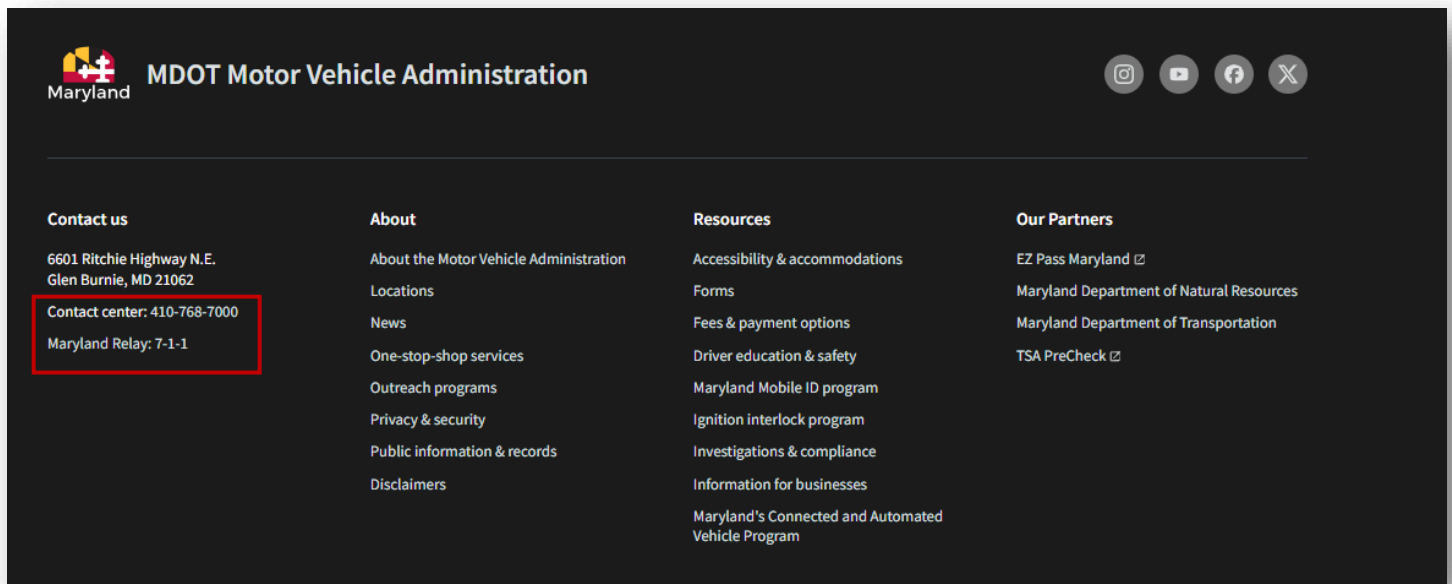 Maryland
MDOT Motor Vehicle Administration
Contact us
6601 Ritchie Highway N.E.
Glen Burnie, MD 21062
Contact center: 410-768-7000
Maryland Relay: 7-1-1
About
About the Motor Vehicle Administration
Locations
News
One-stop-shop services
Outreach programs
Privacy & security
Public information & records
Disclaimers
Resources
Accessibility & accommodations
Forms
Fees & payment options
Driver education & safety
Maryland Mobile ID program
Ignition interlock program
Investigations & compliance
Information for businesses
Maryland's Connected and Automated
Vehicle Program
Our Partners
EZ Pass Maryland
Maryland Department of Natural Resources
Maryland Department of Transportation
TSA PreCheck